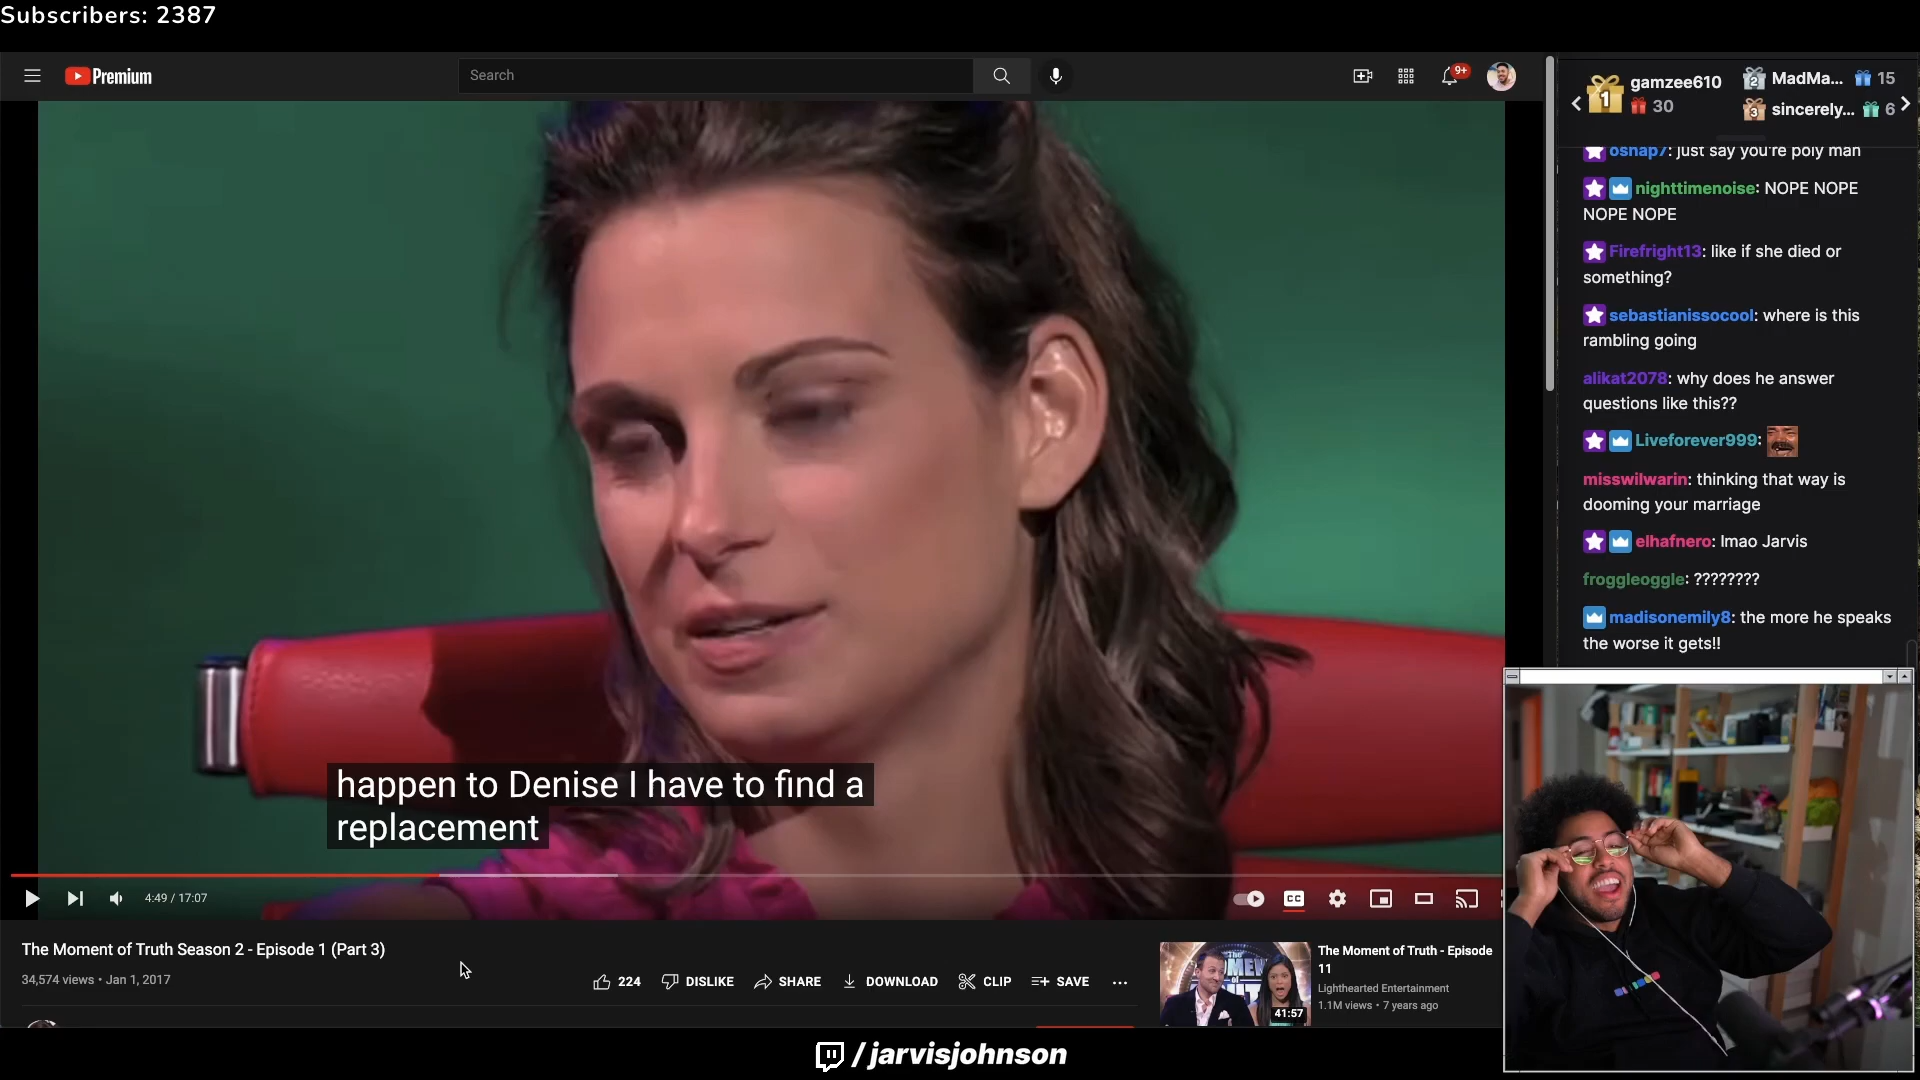 Subscribers: 2387
Premium
Search
9+
1
gamzee610
30
2
MadMa...
15
3
sincerely...
6
oshap7: just say you're poly man
nighttimenoise: NOPE NOPE
NOPE NOPE
Firefright13: like if she died or
something?
sebastianissocool: where is this
rambling going
alikat2078: why does he answer
questions like this??
Liveforever999:
misswilwarin: thinking that way is
dooming your marriage
elhafnero: lmao Jarvis
froggleoggle: ????????
madisonemily8: the more he speaks
the worse it gets!!
happen to Denise I have to find a
replacement
4:49 / 17:07
CC
The Moment of Truth Season 2 - Episode 1 (Part 3)
34,574 views • Jan 1, 2017
224
DISLIKE
SHARE
DOWNLOAD
CLIP
SAVE
...
41:57
The Moment of Truth - Episode
11
Lighthearted Entertainment
1.1M views • 7 years ago
/jarvisjohnson